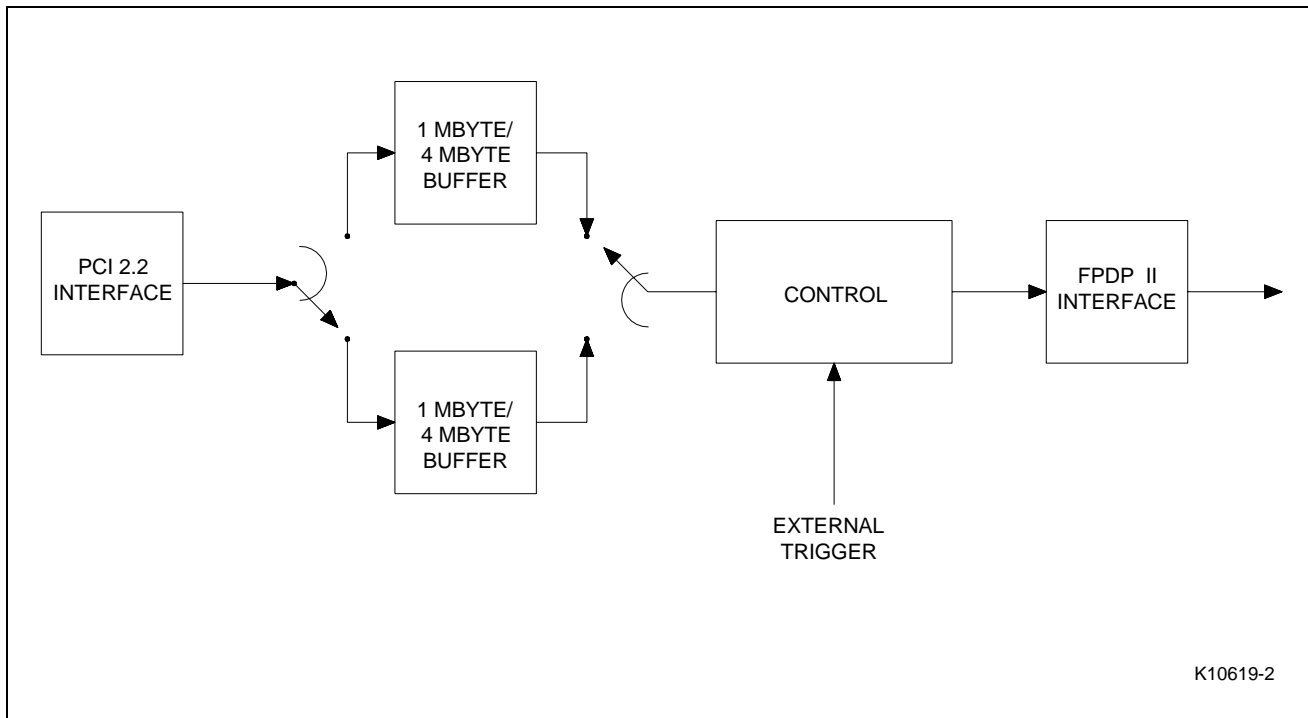 1 MBYTE/
4 MBYTE
BUFFER
PCI 2.2
INTERFACE
CONTROL
FPDP II
INTERFACE
1 MBYTE/
4 MBYTE
BUFFER
EXTERNAL
TRIGGER
K10619-2